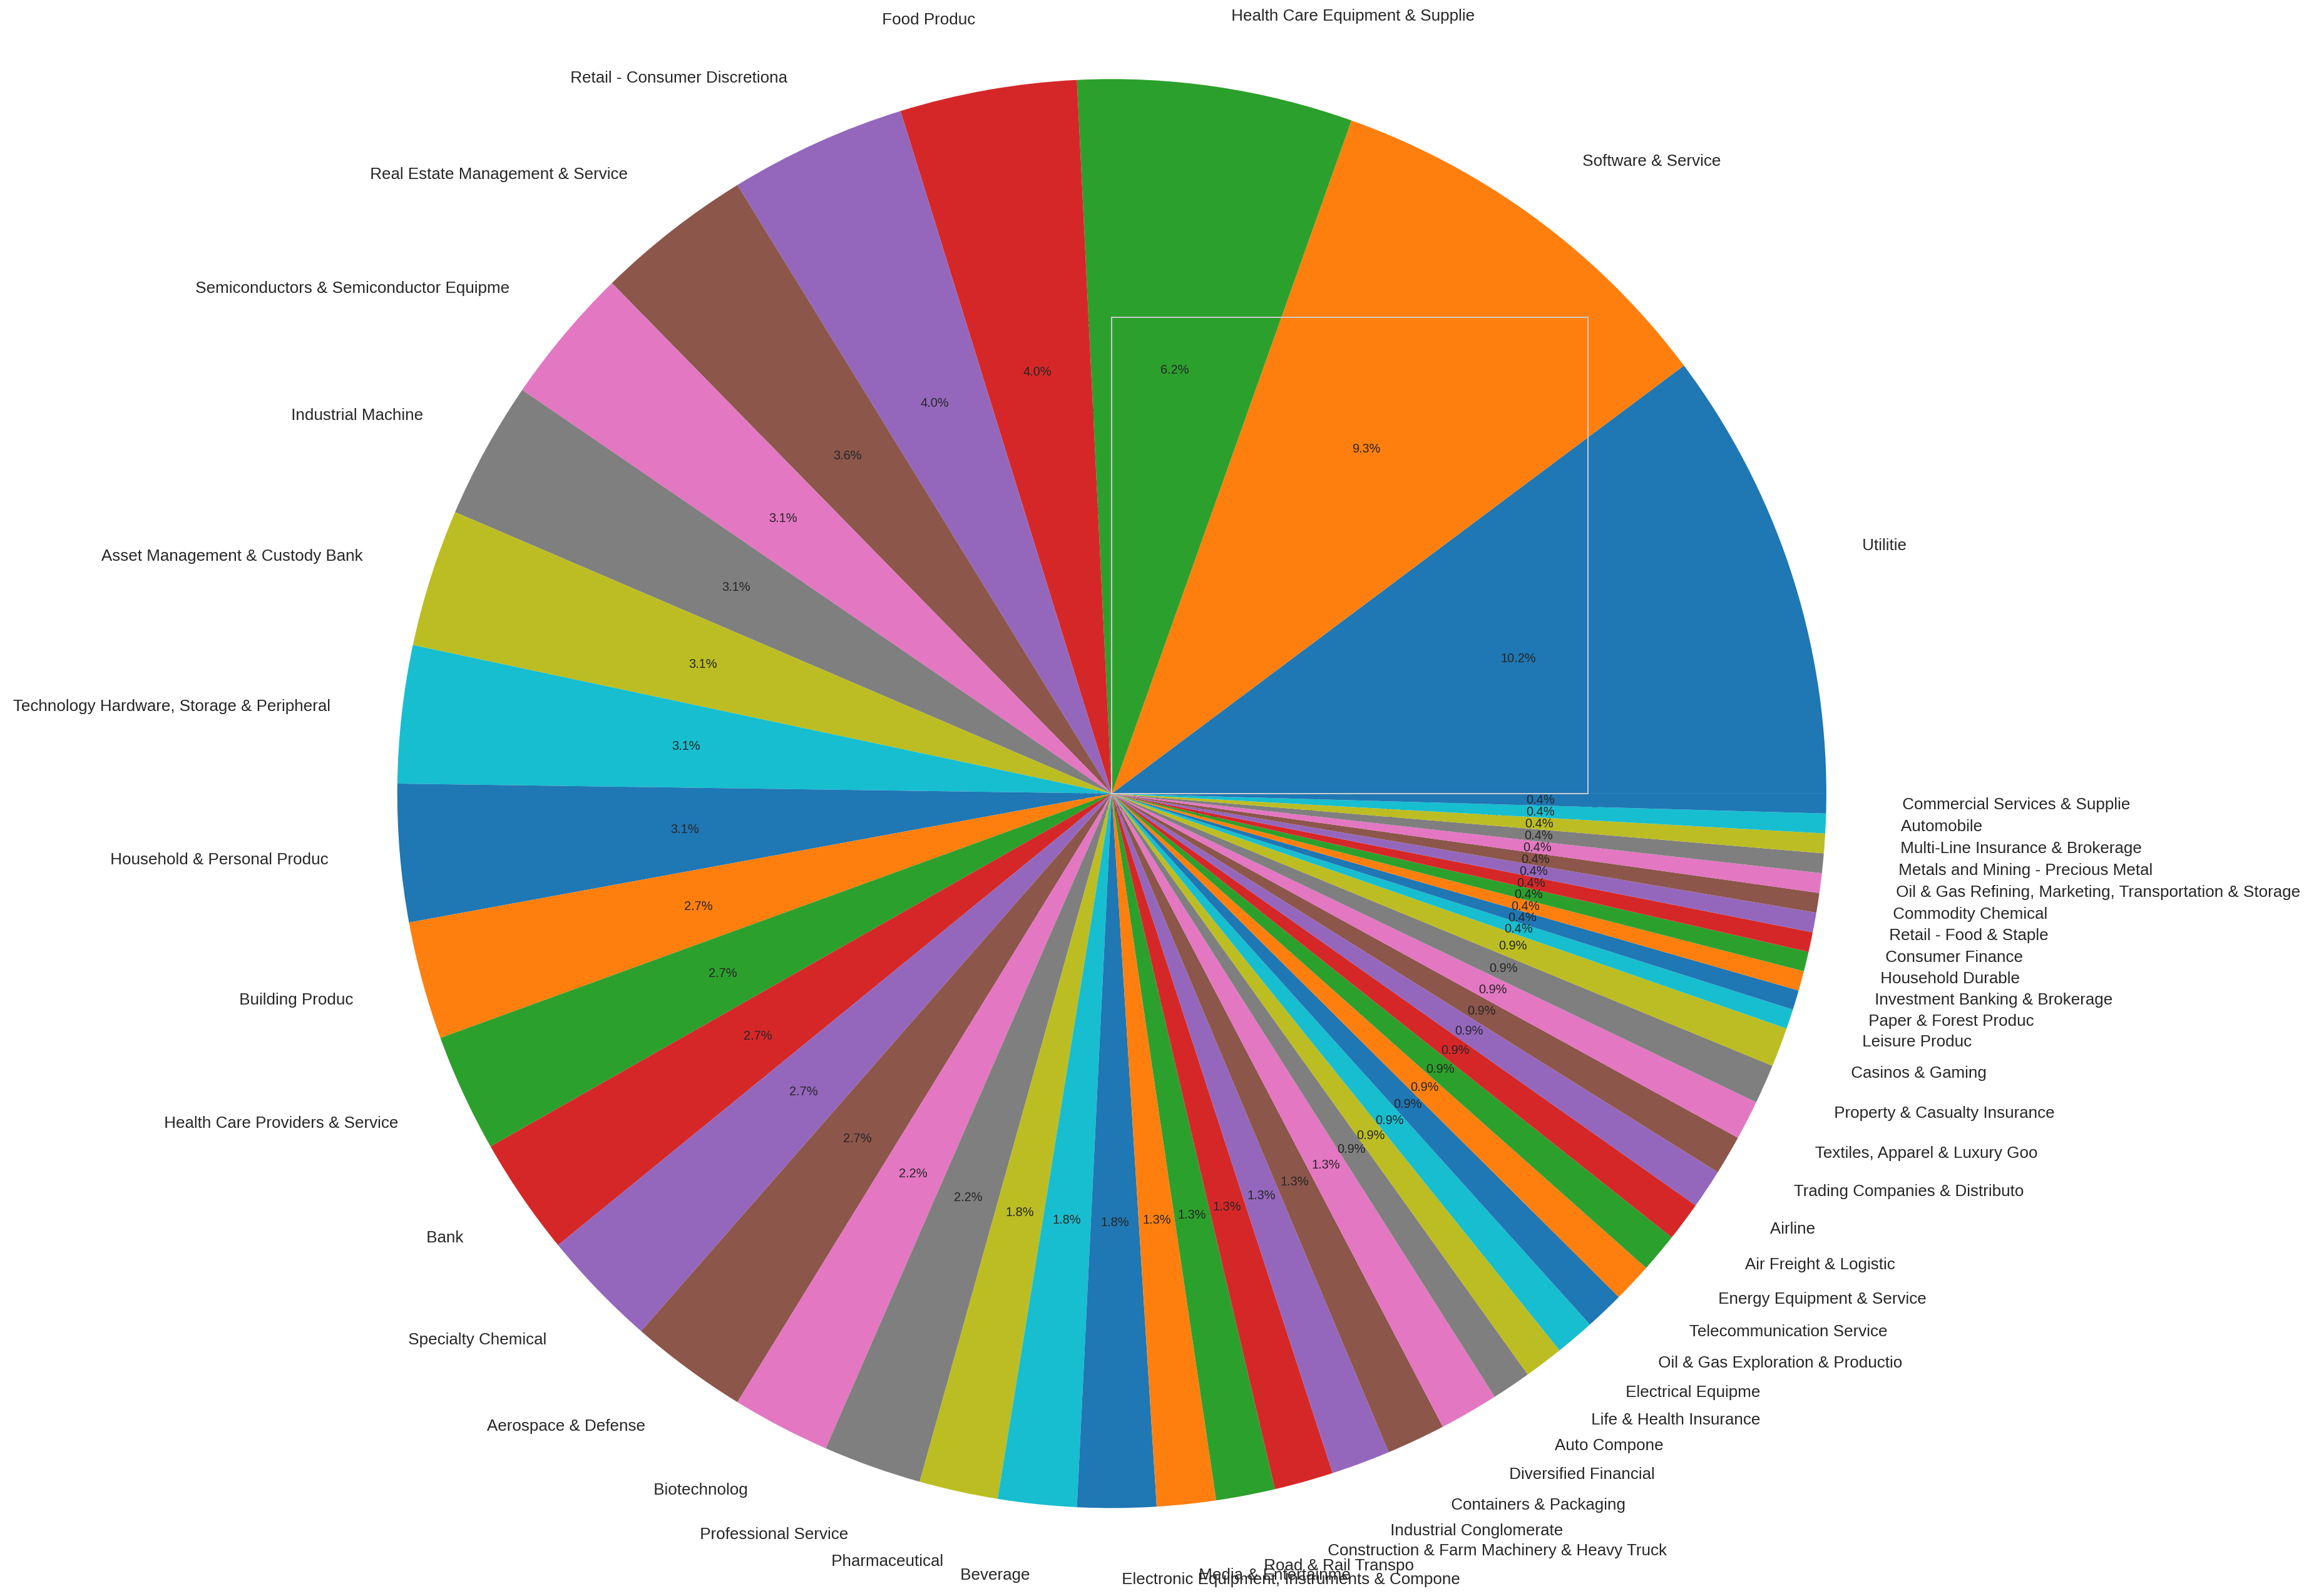 Health Care Equipment & Supplie
Food Produc
Retail - Consumer Discretiona
Software & Service
Real Estate Management & Service
Semiconductors & Semiconductor Equipme
Industrial Machine
Utilitie
Asset Management & Custody Bank
Technology Hardware, Storage & Peripheral
Household & Personal Produc
Building Produc
Health Care Providers & Service
Bank
Specialty Chemical
Aerospace & Defense
Biotechnolog
Professional Service
Pharmaceutical
Beverage
Electronic Equipment, Instruments & Compone
Media & Entertainme
Road & Rail Transpo
Construction & Farm Machinery & Heavy Truck
Industrial Conglomerate
Containers & Packaging
Diversified Financial
Auto Compone
Life & Health Insurance
Electrical Equipme
Oil & Gas Exploration & Productio
Telecommunication Service
Energy Equipment & Service
Air Freight & Logistic
Airline
Trading Companies & Distributo
Textiles, Apparel & Luxury Goo
Property & Casualty Insurance
Casinos & Gaming
Leisure Produc
Paper & Forest Produc
Investment Banking & Brokerage
Household Durable
Consumer Finance
Retail - Food & Staple
Commodity Chemical
Oil & Gas Refining, Marketing, Transportation & Storage
Metals and Mining - Precious Metal
Multi-Line Insurance & Brokerage
Automobile
Commercial Services & Supplie
10.2%
9.3%
6.2%
4.0%
4.0%
3.6%
3.1%
3.1%
3.1%
3.1%
3.1%
2.7%
2.7%
2.7%
2.7%
2.7%
2.2%
2.2%
1.8%
1.8%
1.8%
1.3%
1.3%
1.3%
1.3%
1.3%
1.3%
0.9%
0.9%
0.9%
0.9%
0.9%
0.9%
0.9%
0.9%
0.9%
0.9%
0.9%
0.9%
0.4%
0.4%
0.4%
0.4%
0.4%
0.4%
0.4%
0.4%
0.4%
0.4%
0.4%
0.4%